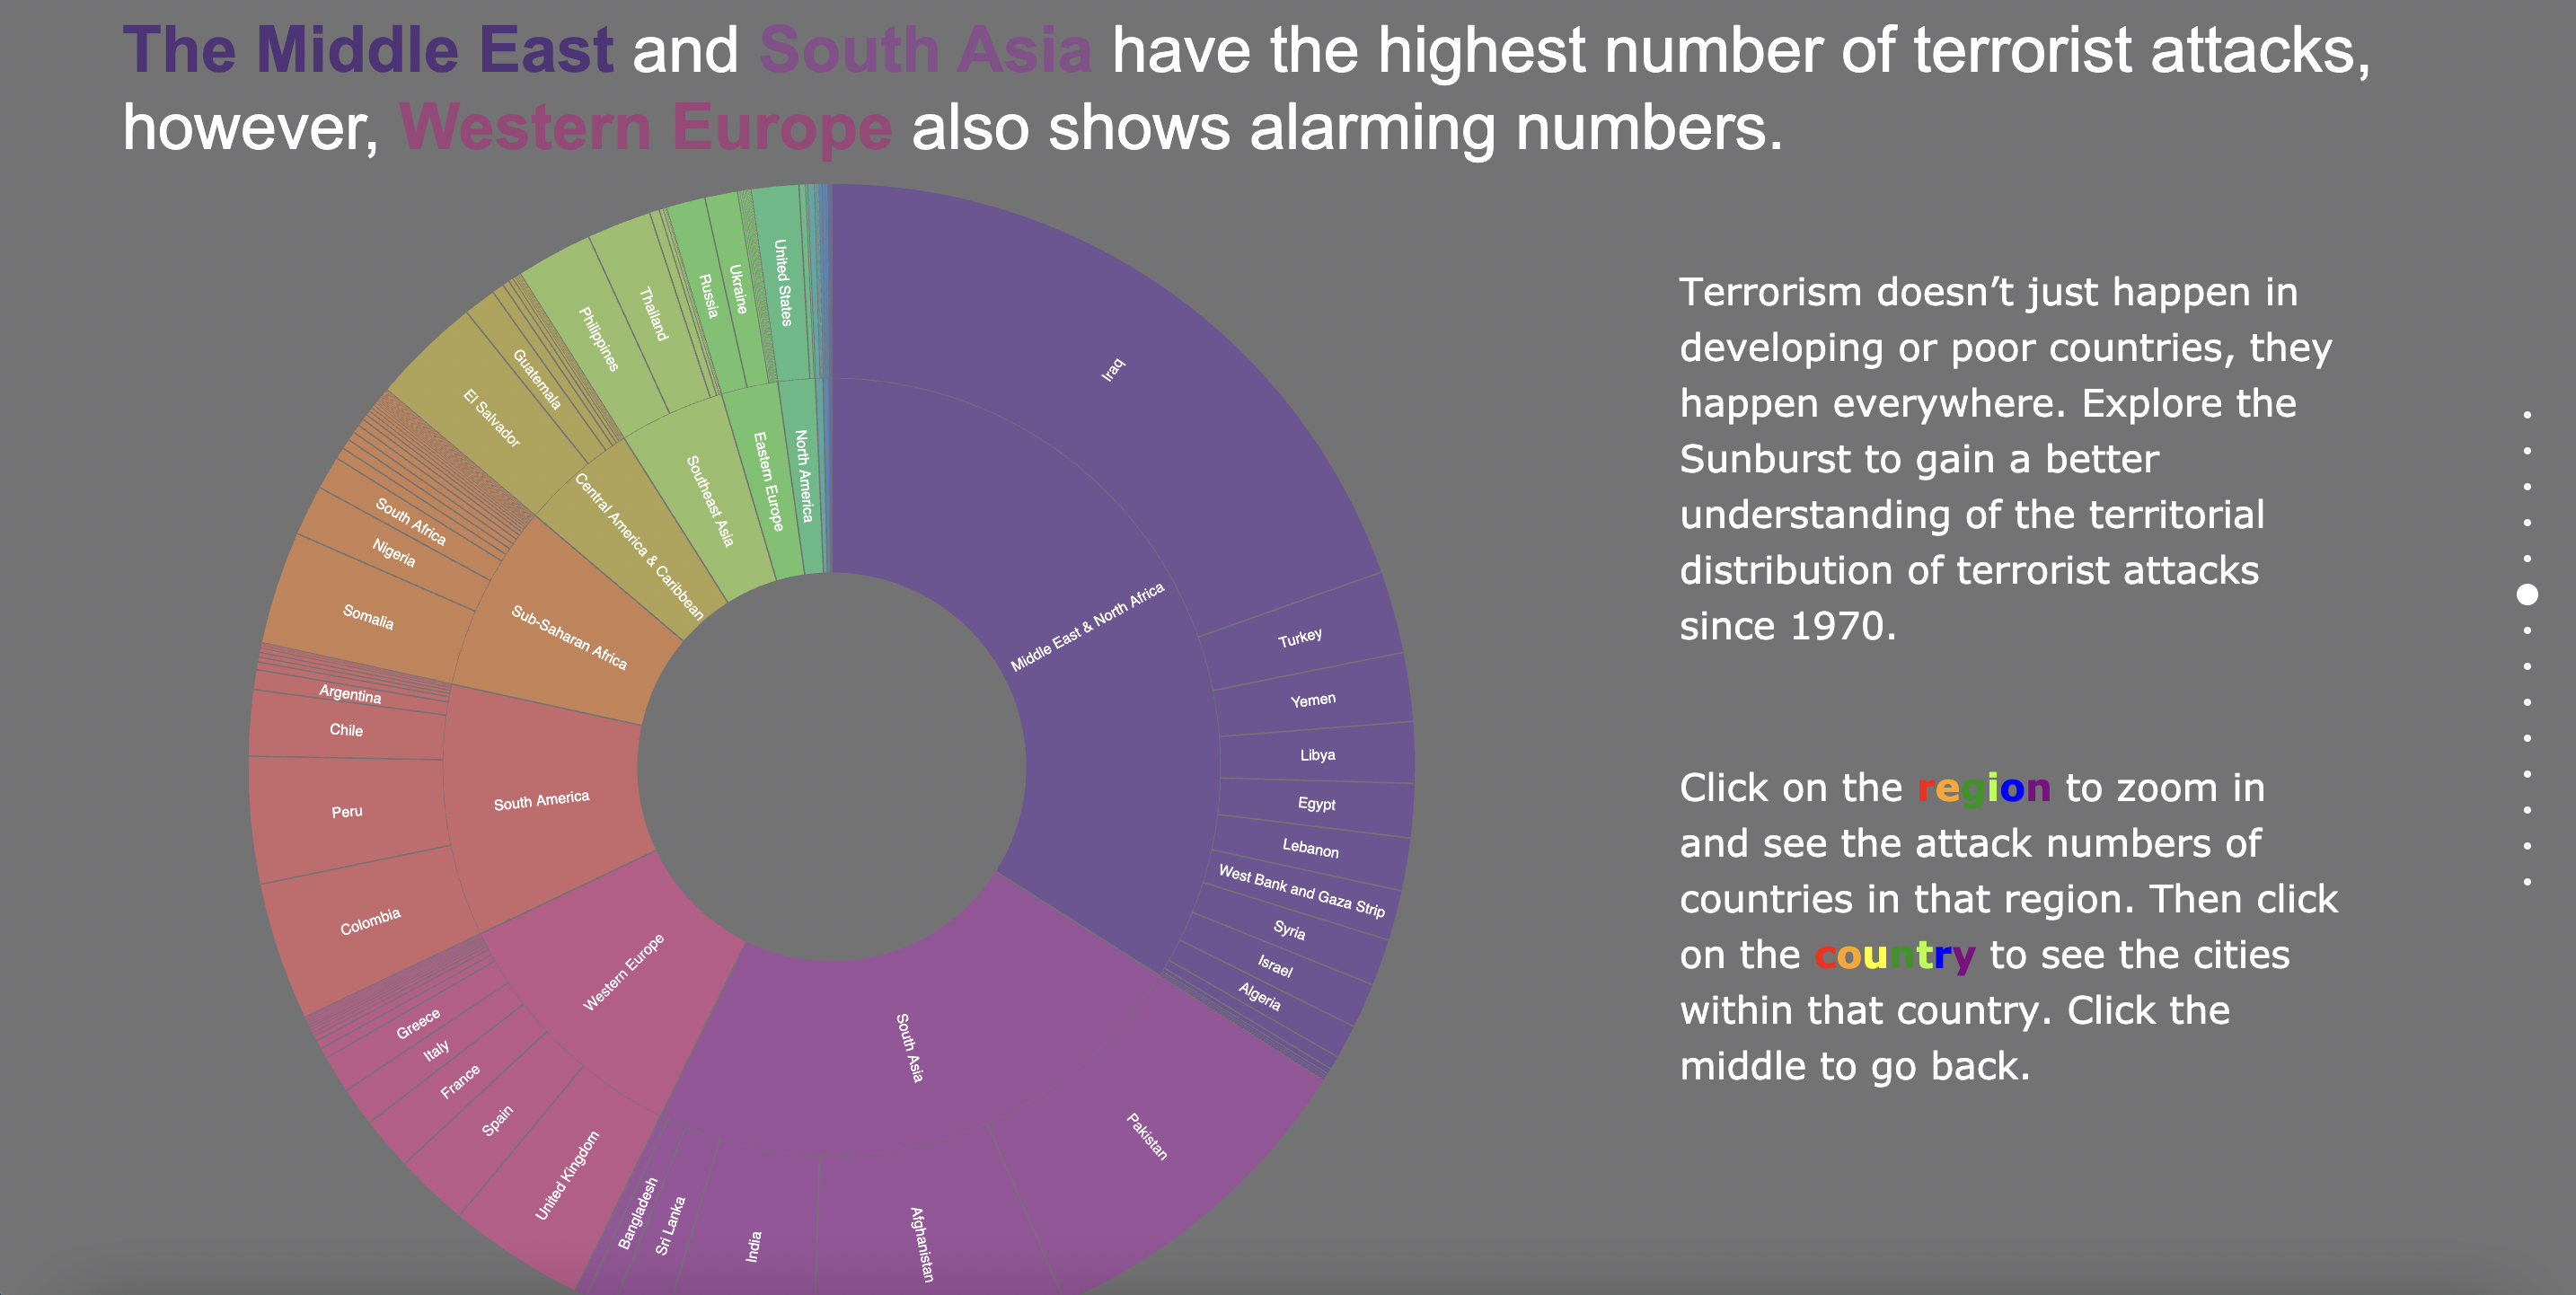 The Middle East and South Asia have the highest number of terrorist attacks,
however, Western Europe also shows alarming numbers.
United States
Ukraine
Russia
Thailand
Philippines
Guatemala
El Salvador
North America
Eastern Europe
Southeast Asia
Central America & Caribbean
South Africa
Nigeria
Somalia
Sub-Saharan Africa
Argentina
Chile
Peru
Colombia
South America
Greece
Italy
France
Spain
United Kingdom
Western Europe
Bangladesh
Sri Lanka
India
Afghanistan
Pakistan
South Asia
Iraq
Middle East & North Africa
Turkey
Yemen
Libya
Egypt
Lebanon
West Bank and Gaza Strip
Syria
Israel
Algeria
Terrorism doesn’t just happen in
developing or poor countries, they
happen everywhere. Explore the
Sunburst to gain a better
understanding of the territorial
distribution of terrorist attacks
since 1970.
Click on the region to zoom in
and see the attack numbers of
countries in that region. Then click
on the country to see the cities
within that country. Click the
middle to go back.